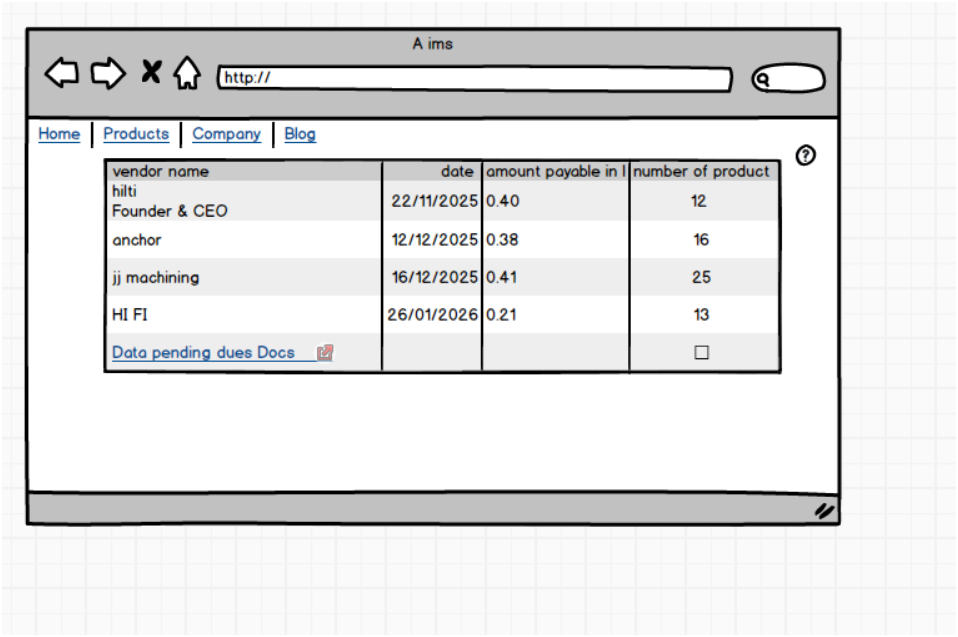 A ims
http://
Home Products Company Blog
vendor name date amount payable in l number of product
hilti
Founder & CEO 22/11/2025 0.40 12
anchor 12/12/2025 0.38 16
jj machining 16/12/2025 0.41 25
HI FI 26/01/2026 0.21 13
Data pending dues Docs